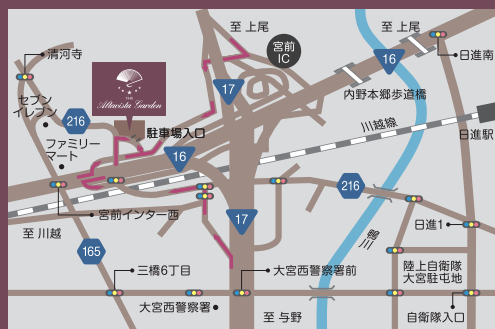 至 上尾
宮前
IC
至 上尾
清河寺
日進南
16
17
THE
Altavista Garden
内野本郷歩道橋
セブン
イレブン
216
駐車場入口
川越線
日進駅
ファミリー
マート
16
216
宮前インター西
17
日進1
至 川越
鴨川
165
三橋6丁目
大宮西警察署前
陸上自衛隊
大宮駐屯地
大宮西警察署
至 与野
自衛隊入口